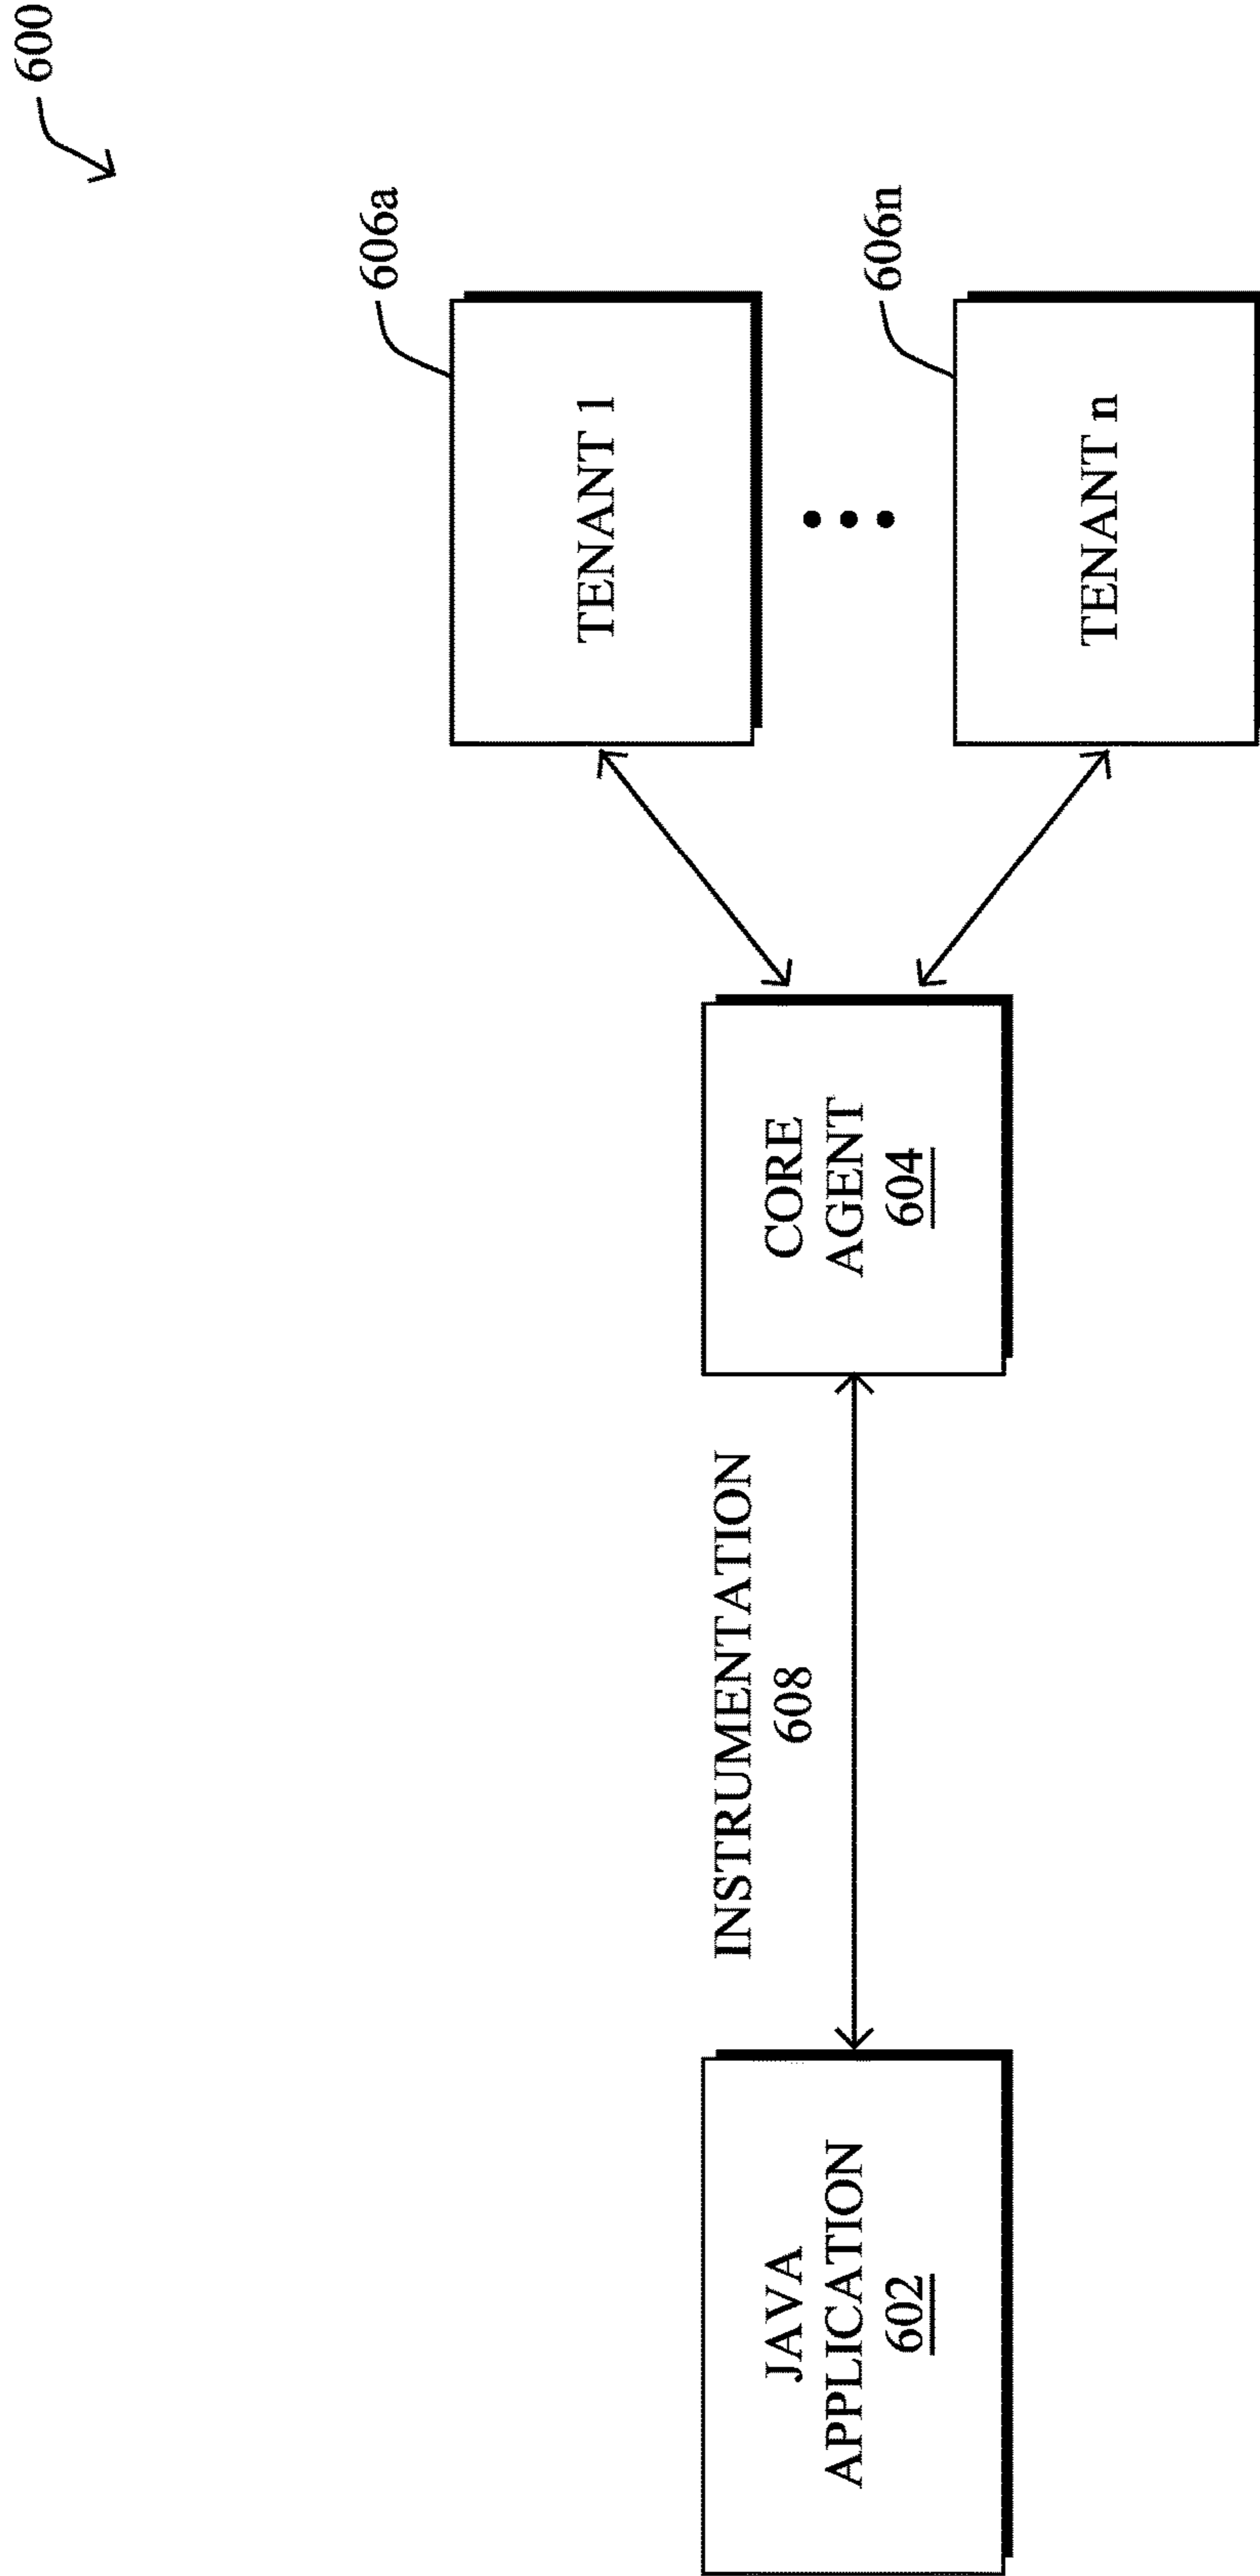 600
JAVA
APPLICATION
602
INSTRUMENTATION
608
CORE
AGENT
604
606a
TENANT 1
606n
TENANT n